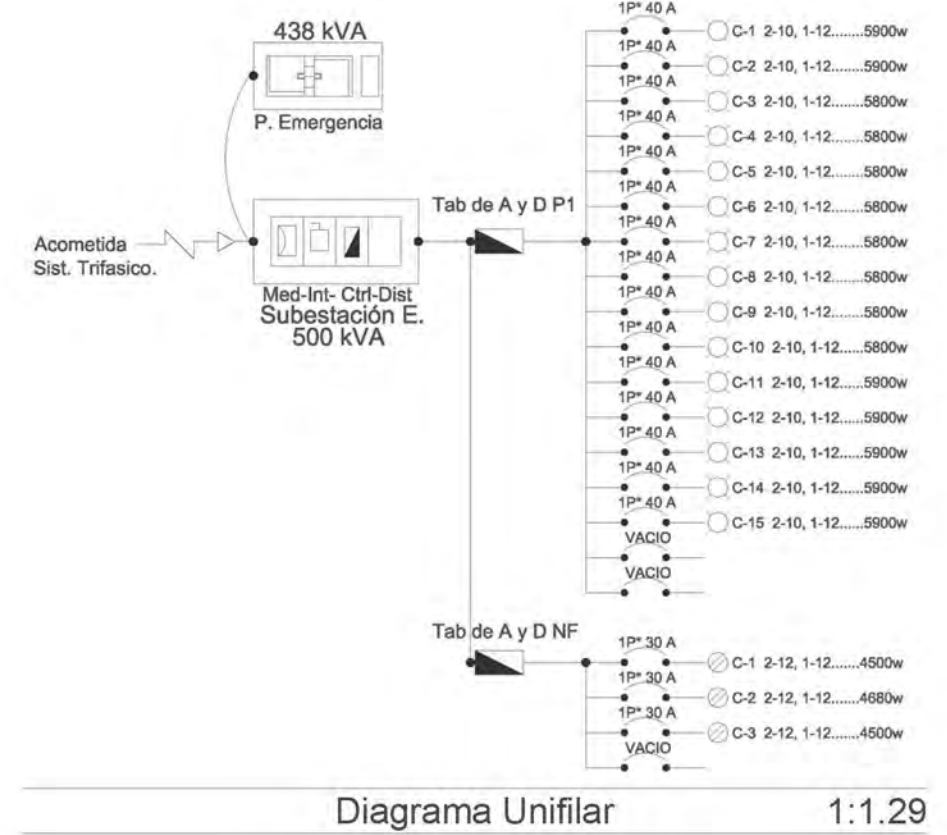 438 kVA
P. Emergencia
Acometida
Sist. Trifasico.
Med-Int- Ctrl-Dist
Subestación E.
500 kVA
Tab de A y D P1
1P* 40 A
C-1 2-10, 1-12........5900w
1P* 40 A
C-2 2-10, 1-12........5900w
1P* 40 A
C-3 2-10, 1-12........5800w
1P* 40 A
C-4 2-10, 1-12........5800w
1P* 40 A
C-5 2-10, 1-12........5800w
1P* 40 A
C-6 2-10, 1-12........5800w
1P* 40 A
C-7 2-10, 1-12........5800w
1P* 40 A
C-8 2-10, 1-12........5800w
1P* 40 A
C-9 2-10, 1-12........5800w
1P* 40 A
C-10 2-10, 1-12......5800w
1P* 40 A
C-11 2-10, 1-12......5900w
1P* 40 A
C-12 2-10, 1-12......5900w
1P* 40 A
C-13 2-10, 1-12......5900w
1P* 40 A
C-14 2-10, 1-12......5900w
1P* 40 A
C-15 2-10, 1-12......5900w
VACIO
VACIO
Tab de A y D NF
1P* 30 A
C-1 2-12, 1-12.......4500w
1P* 30 A
C-2 2-12, 1-12.......4680w
1P* 30 A
C-3 2-12, 1-12.......4500w
VACIO
Diagrama Unifilar 1:1.29